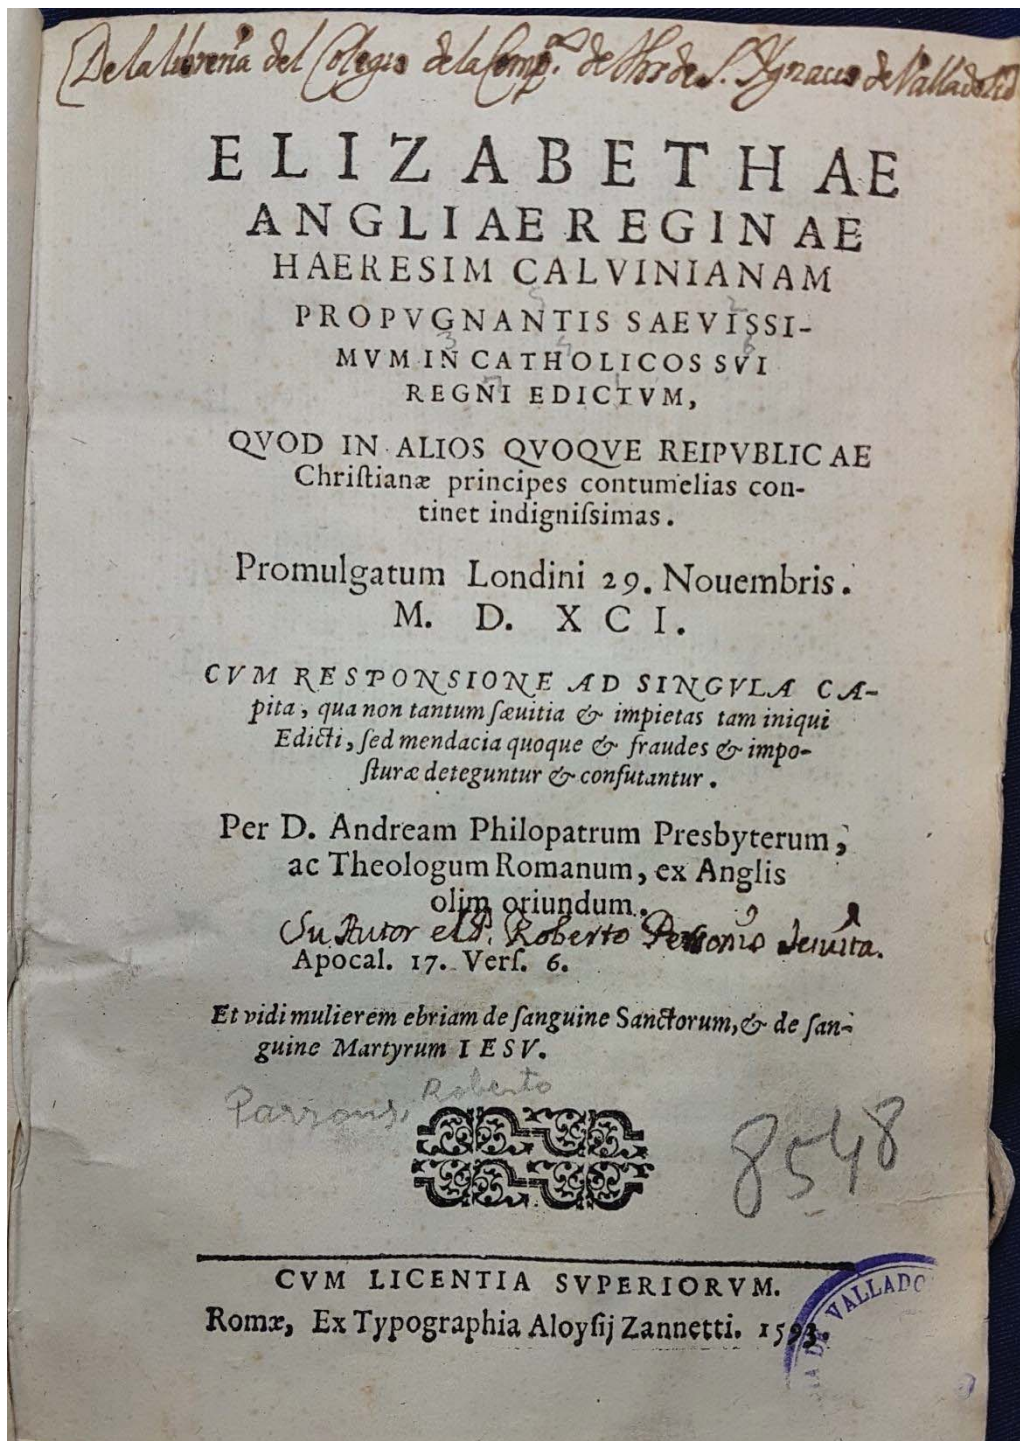 De la libreria del Colegio de la Comp.ª de Ihs de S. Ygnacio de Valladolid
ELIZABETHAE
ANGLIAE REGINAE
HAERESIM CALVINIANAM
PROPVGNANTIS SAEVISSI-
MVM IN CATHOLICOS SVI
REGNI EDICTVM,
QVOD IN ALIOS QVOQVE REIPVBLICAE
Chriſtianæ principes contumelias con-
tinet indigniſsimas.
Promulgatum Londini 29. Nouembris.
M. D. XCI.
CVM RESPONSIONE AD SINGVLA CA-
pita, qua non tantum ſæuitia & impietas tam iniqui
Edicti, ſed mendacia quoque & fraudes & impo-
ſturæ deteguntur & confutantur.
Per D. Andream Philopatrum Presbyterum,
ac Theologum Romanum, ex Anglis
olim oriundum.
Su Autor el P. Roberto Personio Jesuita.
Apocal. 17. Verſ. 6.
Et vidi mulierem ebriam de ſanguine Sanctorum, & de ſan-
guine Martyrum IESV.
Parsons, Roberto
8548
CVM LICENTIA SVPERIORVM.
Romæ, Ex Typographia Aloyſij Zannetti. 1593.
DE VALLADO